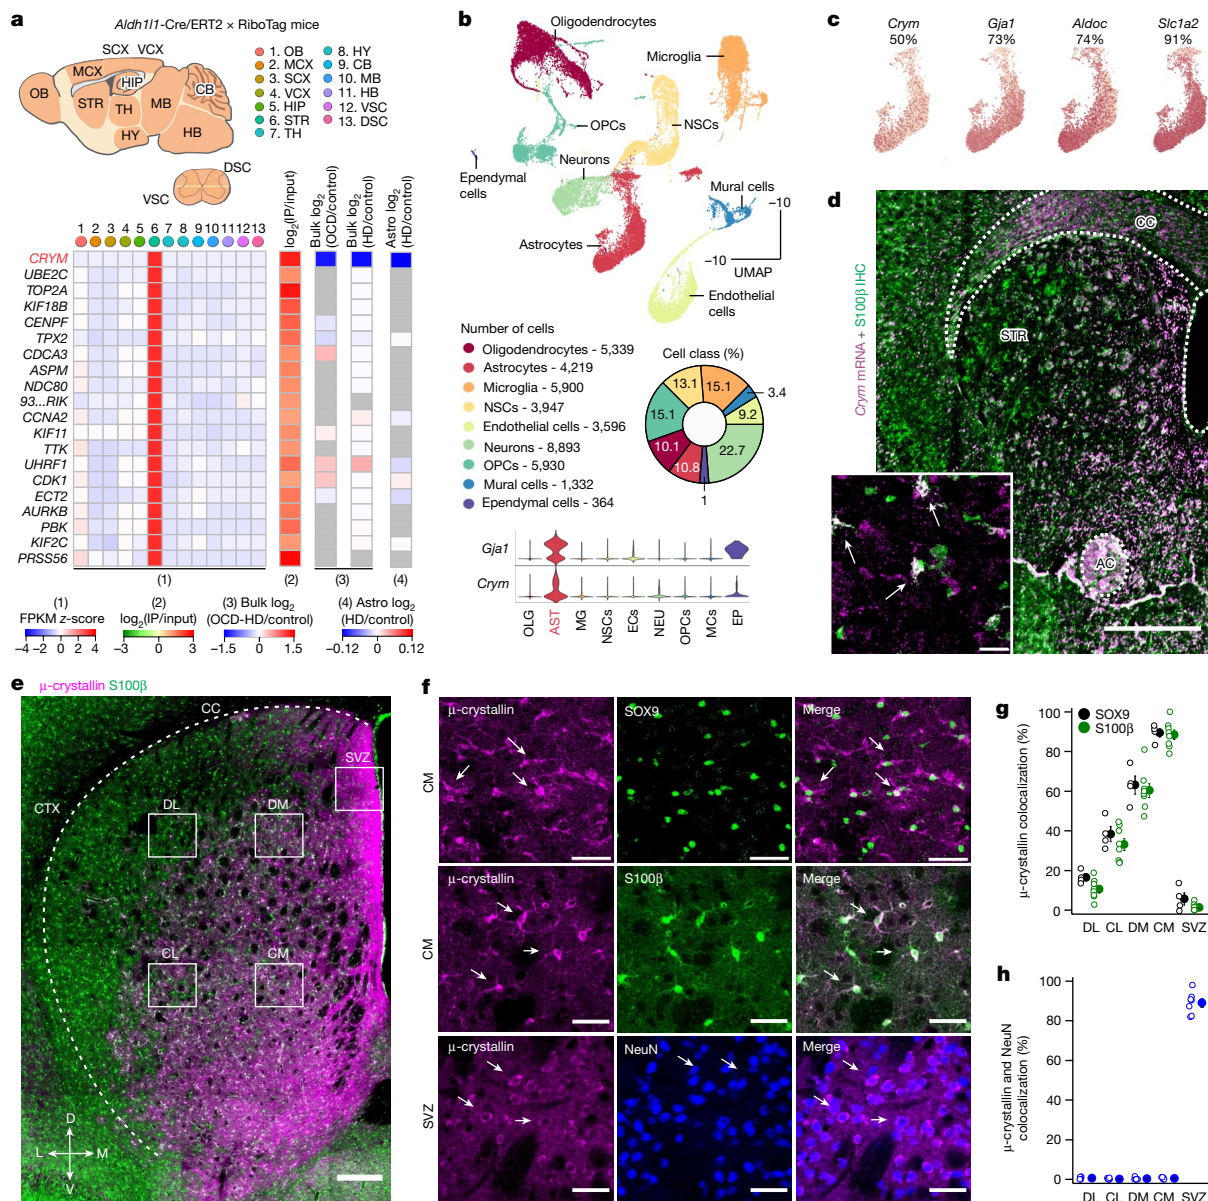 a
Aldh1l1-Cre/ERT2 × RiboTag mice
SCX VCX
MCX
HIP
OB
STR
TH
MB
CB
HY
HB
DSC
VSC
1. OB
2. MCX
3. SCX
4. VCX
5. HIP
6. STR
7. TH
8. HY
9. CB
10. MB
11. HB
12. VSC
13. DSC
1 2 3 4 5 6 7 8 9 10 11 12 13
log2(IP/input)
Bulk log2
(OCD/control)
Bulk log2
(HD/control)
Astro log2
(HD/control)
CRYM
UBE2C
TOP2A
KIF18B
CENPF
TPX2
CDCA3
ASPM
NDC80
93...RIK
CCNA2
KIF11
TTK
UHRF1
CDK1
ECT2
AURKB
PBK
KIF2C
PRSS56
(1) (2) (3) (4)
(1)
FPKM z-score
−4 −2 0 2 4
(2)
log2(IP/input)
−3 0 3
(3) Bulk log2
(OCD-HD/control)
−1.5 0 1.5
(4) Astro log2
(HD/control)
−0.12 0 0.12
b
Oligodendrocytes
Microglia
OPCs
NSCs
Neurons
Ependymal
cells
Mural cells
Astrocytes
−10
−10
UMAP
Endothelial
cells
Number of cells
Oligodendrocytes - 5,339
Astrocytes - 4,219
Microglia - 5,900
NSCs - 3,947
Endothelial cells - 3,596
Neurons - 8,893
OPCs - 5,930
Mural cells - 1,332
Ependymal cells - 364
Cell class (%)
13.1
15.1
3.4
9.2
22.7
1
10.8
10.1
15.1
Gja1
Crym
OLG
AST
MG
NSCs
ECs
NEU
OPCs
MCs
EP
c
Crym
50%
Gja1
73%
Aldoc
74%
Slc1a2
91%
d
Crym mRNA + S100β IHC
CC
STR
AC
e
μ-crystallin S100β
CC
SVZ
CTX
DL
DM
CL
CM
D
L M
V
f
μ-crystallin
SOX9
Merge
CM
μ-crystallin
S100β
Merge
CM
μ-crystallin
NeuN
Merge
SVZ
g
μ-crystallin colocalization (%)
SOX9
S100β
100
80
60
40
20
0
DL CL DM CM SVZ
h
μ-crystallin and NeuN
colocalization (%)
100
80
60
40
20
0
DL CL DM CM SVZ